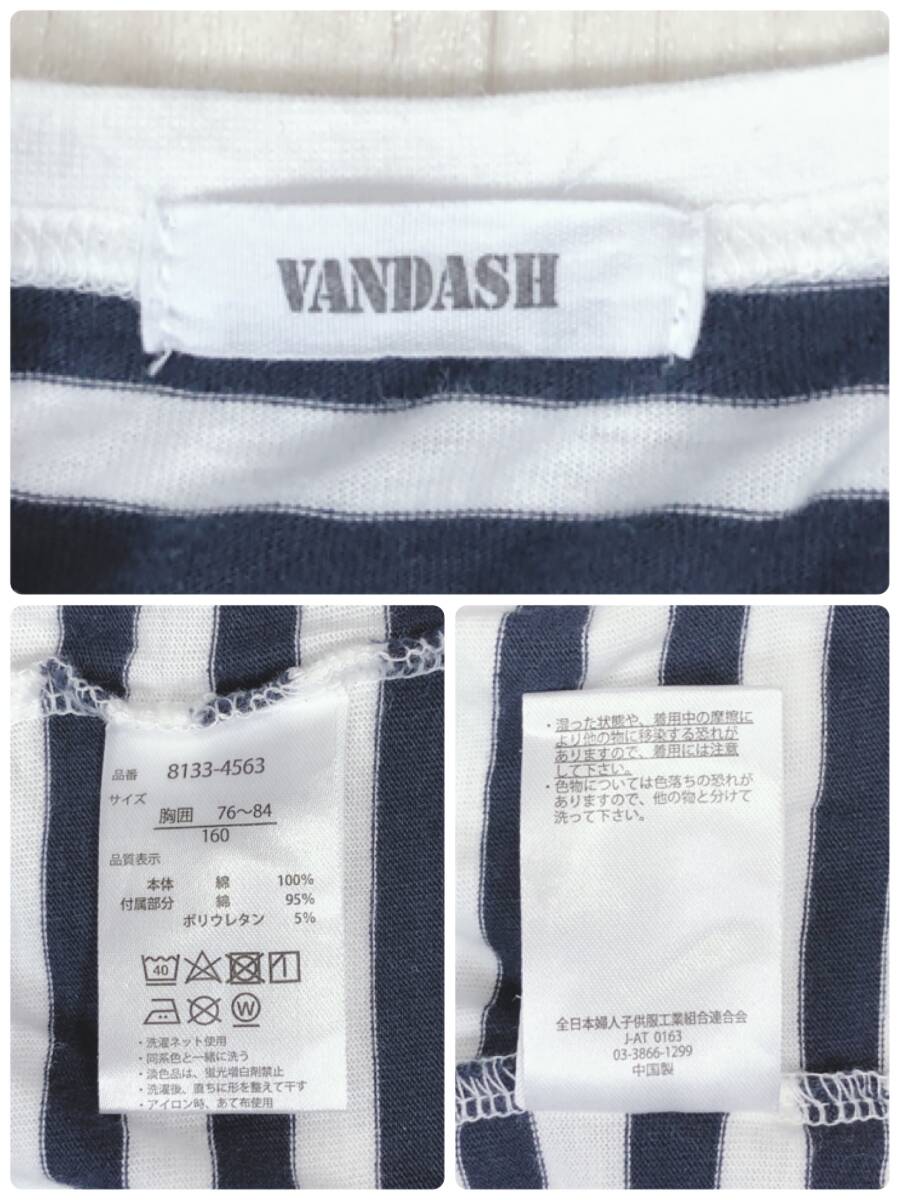 VANDASH
品番 8133-4563
サイズ
胸囲 76～84
160
品質表示
本体 綿 100%
付属部分 綿 95%
ポリウレタン 5%
40
W
・洗濯ネット使用
・同系色と一緒に洗う
・淡色品は、蛍光増白剤禁止
・洗濯後、直ちに形を整えて干す
・アイロン時、あて布使用
・湿った状態や、着用中の摩擦に
より他の物に移染する恐れが
ありますので、着用には注意
して下さい。
・色物については色落ちの恐れが
ありますので、他の物と分けて
洗って下さい。
全日本婦人子供服工業組合連合会
J-AT 0163
03-3866-1299
中国製